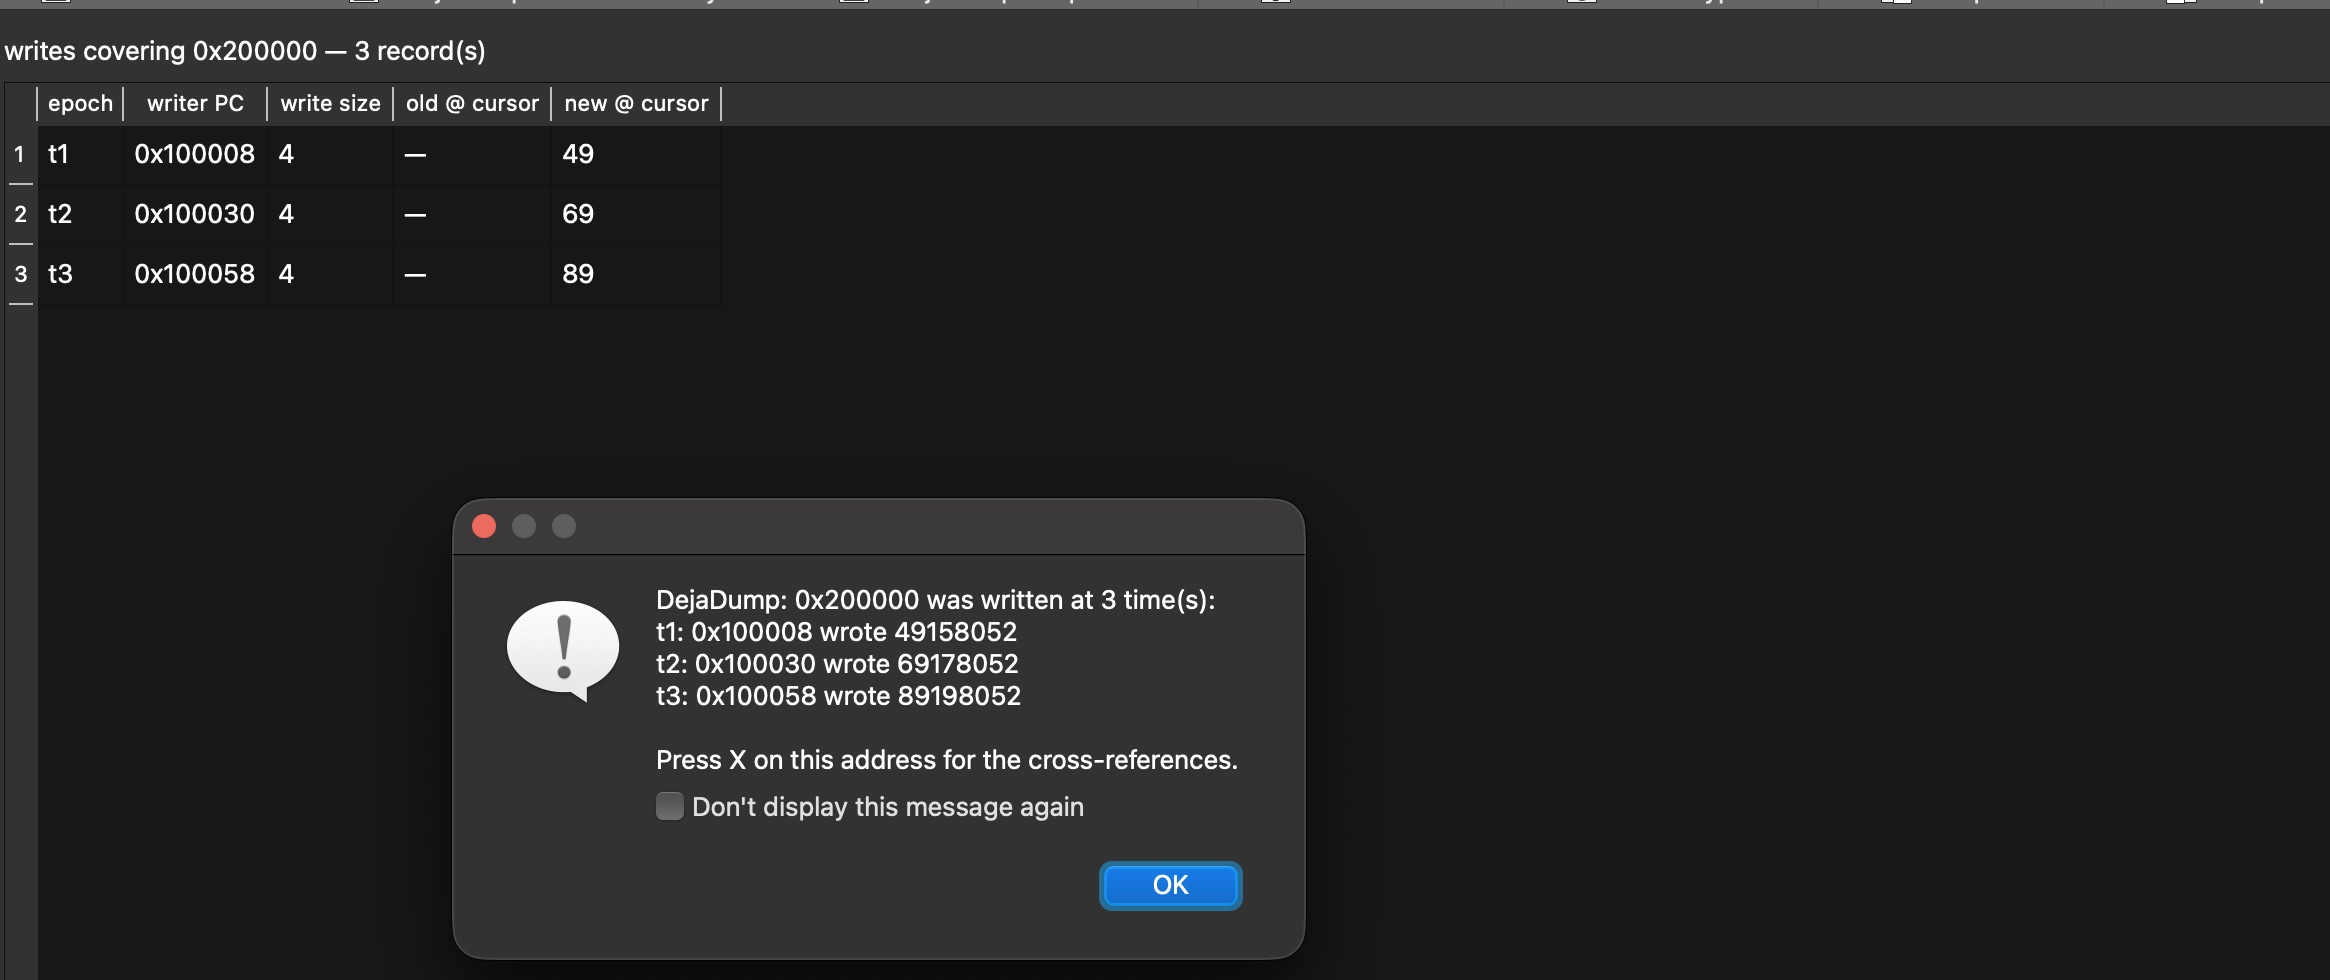 writes covering 0x200000 — 3 record(s)
epoch writer PC write size old @ cursor new @ cursor
1 t1 0x100008 4 — 49
2 t2 0x100030 4 — 69
3 t3 0x100058 4 — 89
DejaDump: 0x200000 was written at 3 time(s):
t1: 0x100008 wrote 49158052
t2: 0x100030 wrote 69178052
t3: 0x100058 wrote 89198052
Press X on this address for the cross-references.
Don't display this message again
OK